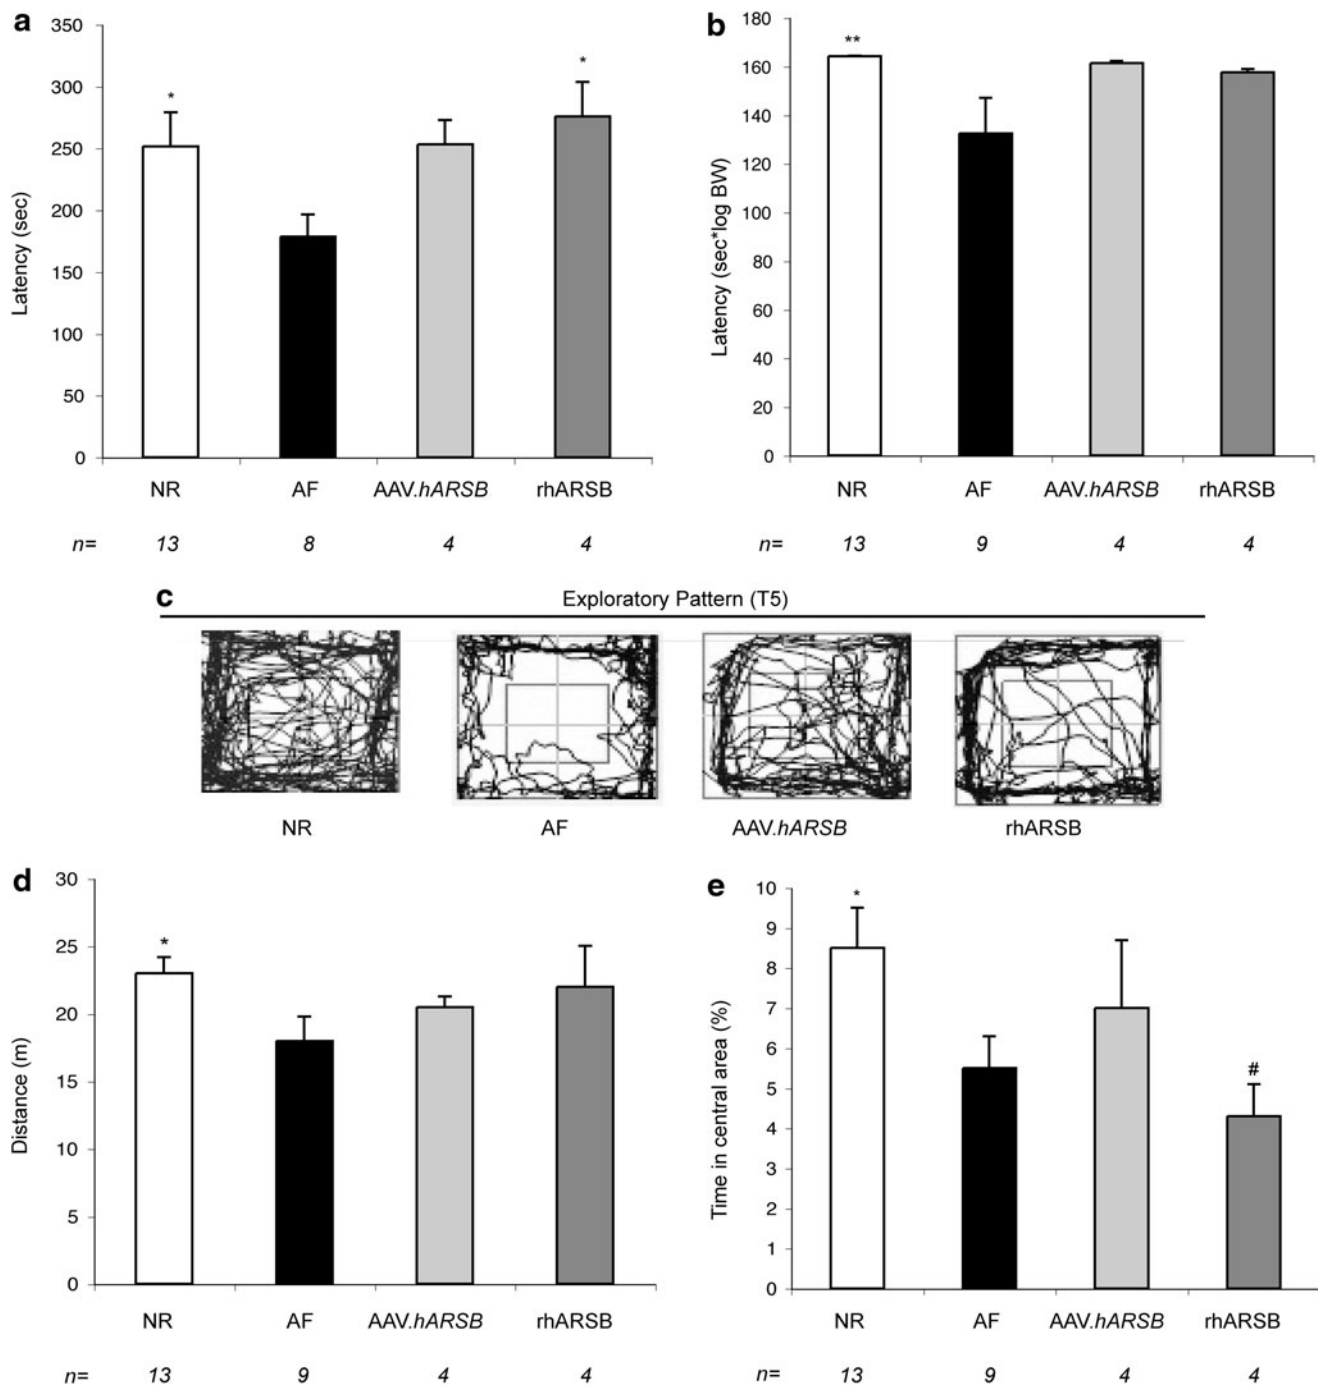 a
350
300
250
200
150
100
50
0
Latency (sec)
*
*
NR AF AAV.hARSB rhARSB
n= 13 8 4 4
b
180
160
140
120
100
80
60
40
20
0
Latency (sec*log BW)
**
NR AF AAV.hARSB rhARSB
n= 13 9 4 4
c
Exploratory Pattern (T5)
NR AF AAV.hARSB rhARSB
d
30
25
20
15
10
5
0
Distance (m)
*
NR AF AAV.hARSB rhARSB
n= 13 9 4 4
e
10
9
8
7
6
5
4
3
2
1
0
Time in central area (%)
*
#
NR AF AAV.hARSB rhARSB
n= 13 9 4 4